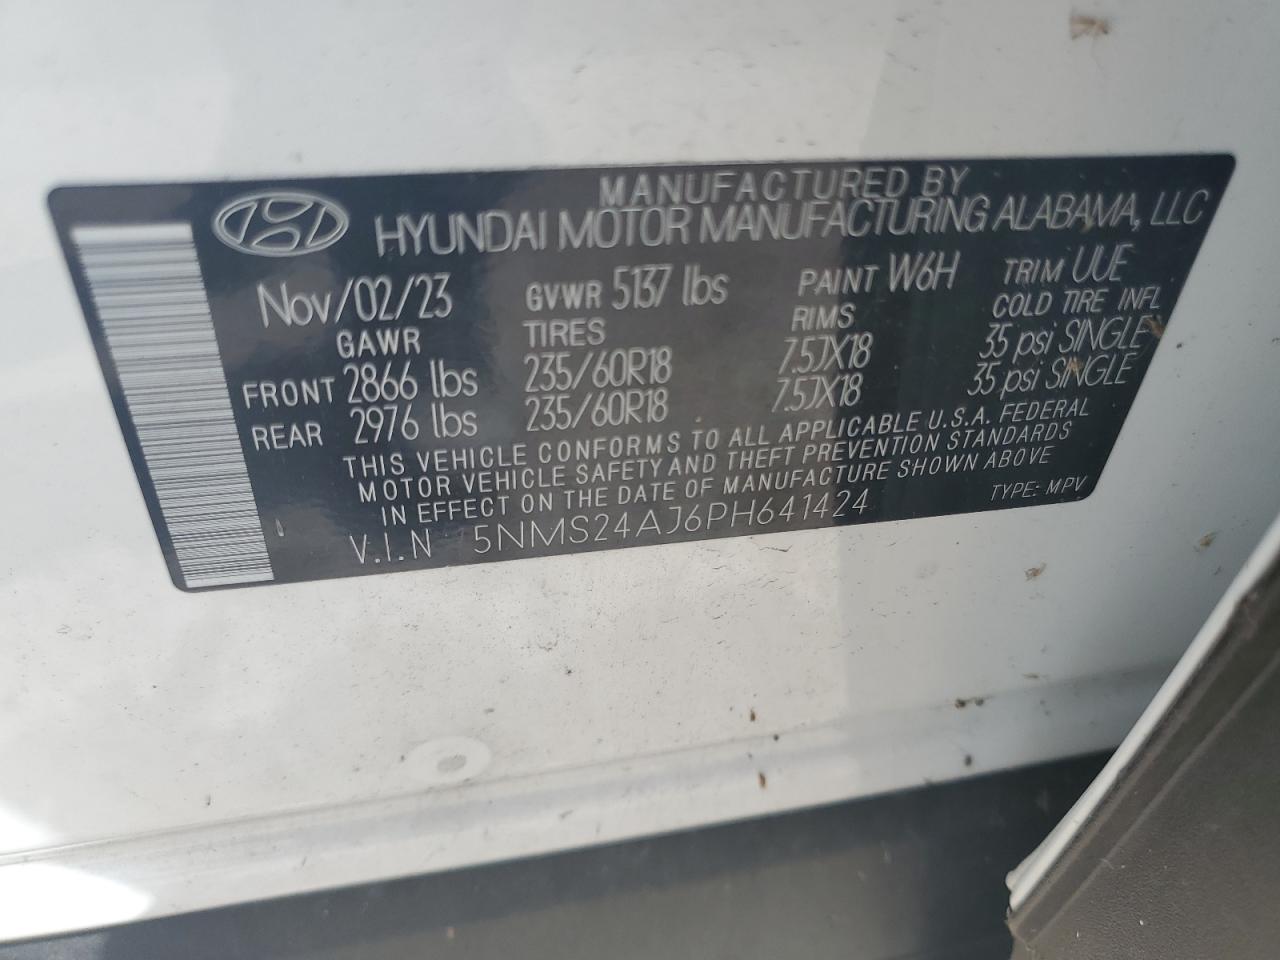 MANUFACTURED BY
HYUNDAI MOTOR MANUFACTURING ALABAMA, LLC
Nov/02/23 GVWR 5137 lbs PAINT W6H TRIM UUE
GAWR TIRES RIMS COLD TIRE INFL
FRONT 2866 lbs 235/60R18 7.5JX18 35 psi SINGLE
REAR 2976 lbs 235/60R18 7.5JX18 35 psi SINGLE
THIS VEHICLE CONFORMS TO ALL APPLICABLE U.S.A. FEDERAL
MOTOR VEHICLE SAFETY AND THEFT PREVENTION STANDARDS
IN EFFECT ON THE DATE OF MANUFACTURE SHOWN ABOVE
V.I.N 5NMS24AJ6PH641424 TYPE: MPV